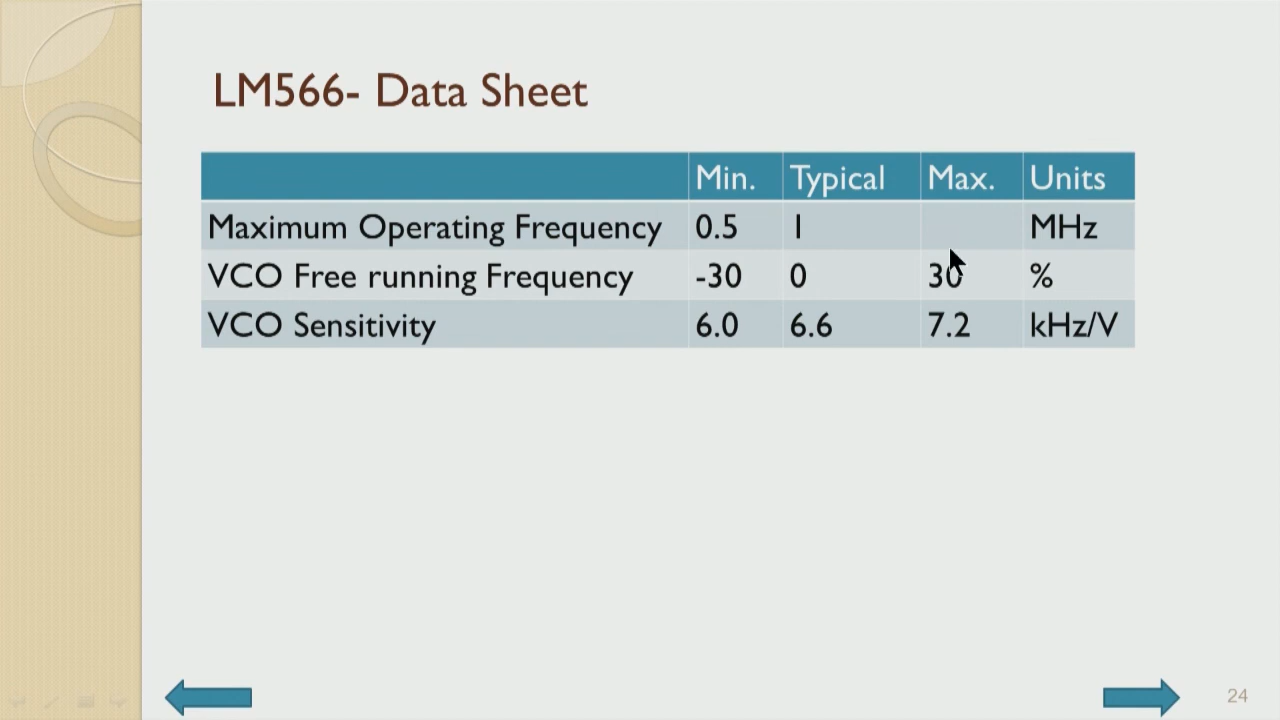 LM566- Data Sheet
Min. Typical Max. Units
Maximum Operating Frequency 0.5 1 MHz
VCO Free running Frequency -30 0 30 %
VCO Sensitivity 6.0 6.6 7.2 kHz/V
24